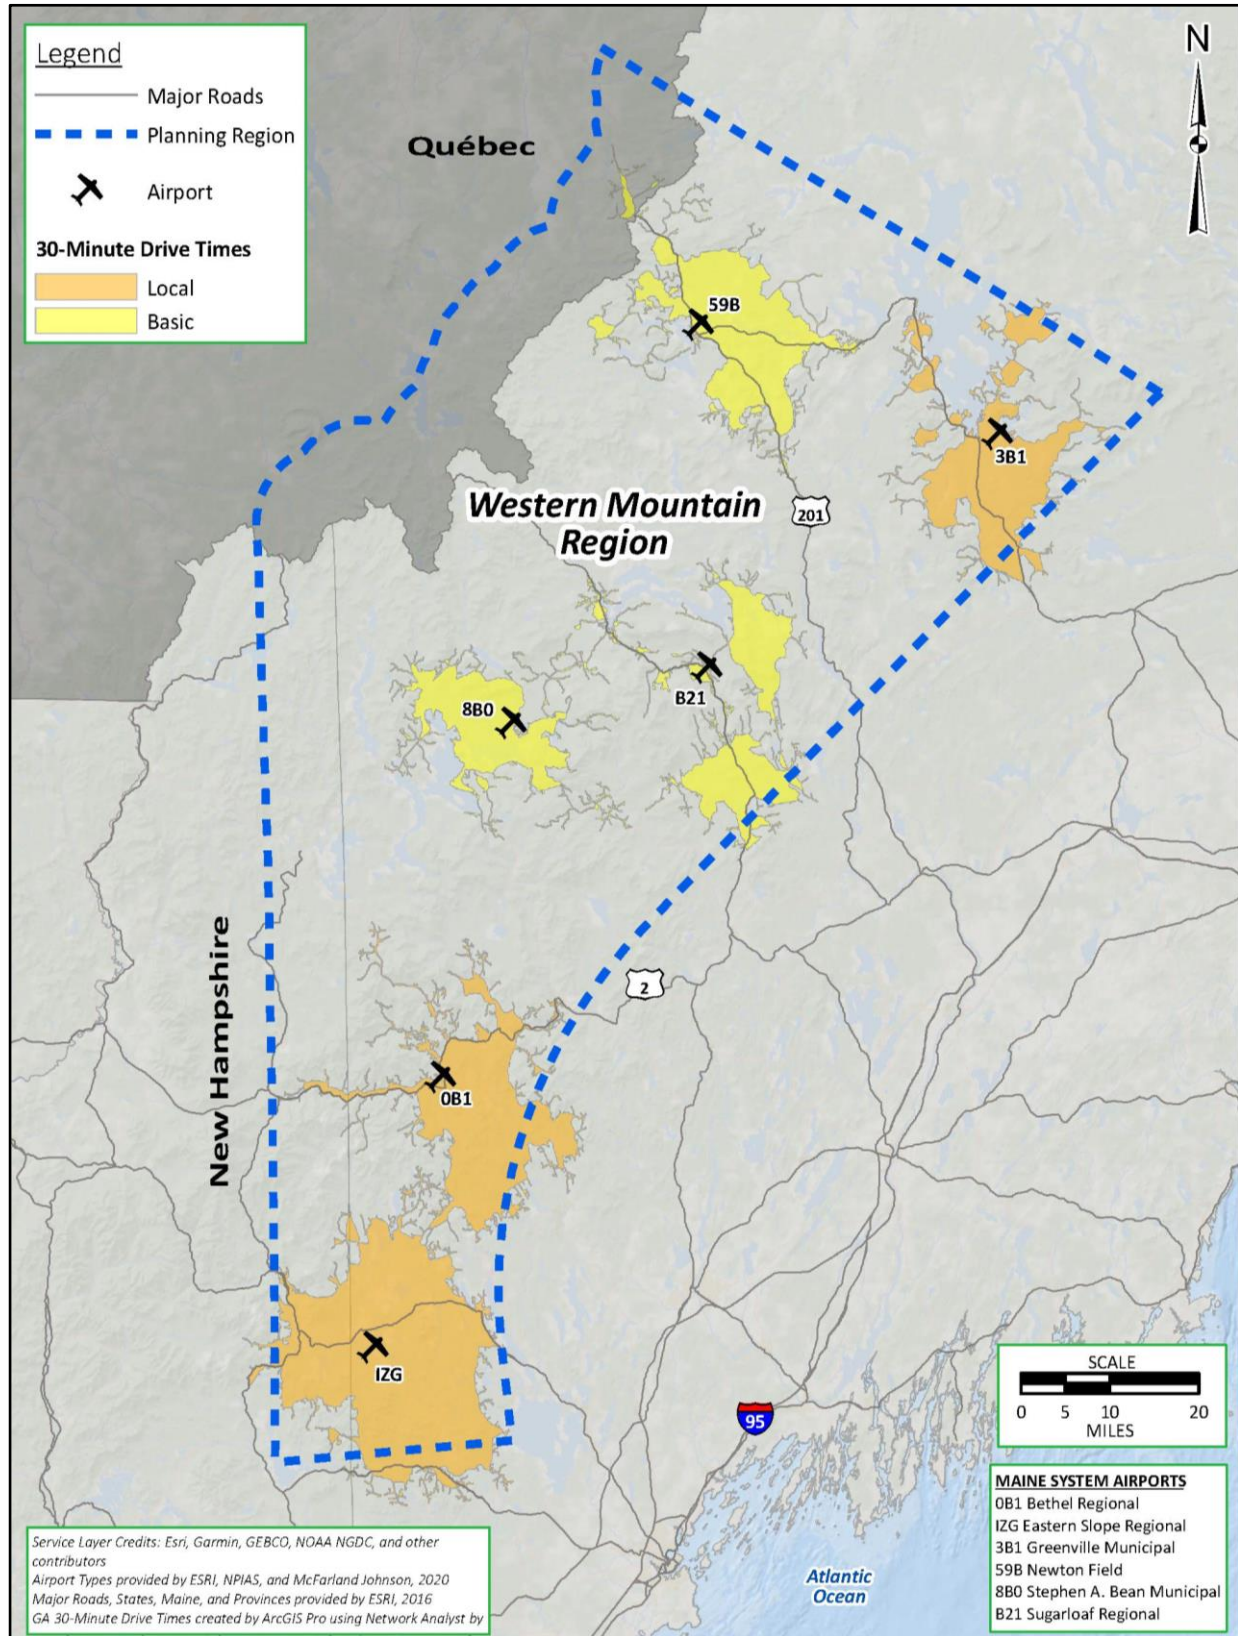 Legend
Major Roads
Planning Region
Airport
30-Minute Drive Times
Local
Basic
N
Québec
59B
3B1
Western Mountain
Region
201
B21
8B0
2
New Hampshire
0B1
IZG
95
SCALE
0 5 10 20
MILES
MAINE SYSTEM AIRPORTS
0B1 Bethel Regional
IZG Eastern Slope Regional
3B1 Greenville Municipal
59B Newton Field
8B0 Stephen A. Bean Municipal
B21 Sugarloaf Regional
Atlantic
Ocean
Service Layer Credits: Esri, Garmin, GEBCO, NOAA NGDC, and other
contributors
Airport Types provided by ESRI, NPIAS, and McFarland Johnson, 2020
Major Roads, States, Maine, and Provinces provided by ESRI, 2016
GA 30-Minute Drive Times created by ArcGIS Pro using Network Analyst by